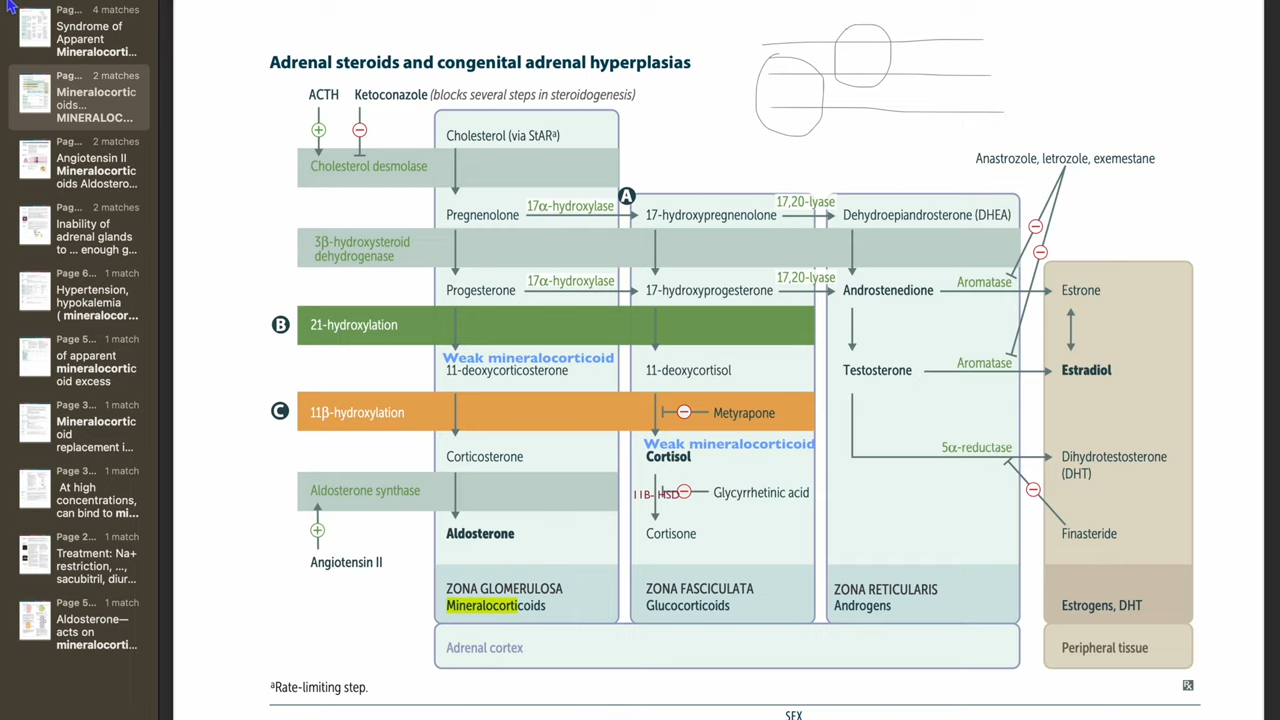 Pag... 4 matches
Syndrome of
Apparent
Mineralocorti...
Pag... 2 matches
Mineralocortic
oids...
MINERALOC...
Pag... 2 matches
Angiotensin II
Mineralocortic
oids Aldostero...
Pag... 2 matches
Inability of
adrenal glands
to ... enough g...
Page 6... 1 match
Hypertension,
hypokalemia
( mineralocor...
Page 5... 1 match
of apparent
mineralocortic
oid excess
Page 3... 1 match
Mineralocortic
oid
replacement i...
Page 3... 1 match
At high
concentrations,
can bind to mi...
Page 2... 1 match
Treatment: Na+
restriction, ...,
sacubitril, diur...
Page 5... 1 match
Aldosterone—
acts on
mineralocorti...
Adrenal steroids and congenital adrenal hyperplasias
ACTH Ketoconazole (blocks several steps in steroidogenesis)
Cholesterol (via StARᵃ)
Cholesterol desmolase
Anastrozole, letrozole, exemestane
A
Pregnenolone 17α-hydroxylase 17-hydroxypregnenolone 17,20-lyase Dehydroepiandrosterone (DHEA)
3β-hydroxysteroid
dehydrogenase
Progesterone 17α-hydroxylase 17-hydroxyprogesterone 17,20-lyase Androstenedione Aromatase Estrone
B 21-hydroxylation
Weak mineralocorticoid
11-deoxycorticosterone 11-deoxycortisol Testosterone Aromatase Estradiol
C 11β-hydroxylation Metyrapone
Weak mineralocorticoid
Corticosterone Cortisol 5α-reductase Dihydrotestosterone
(DHT)
Aldosterone synthase 11B-HSD Glycyrrhetinic acid
Aldosterone Cortisone Finasteride
Angiotensin II
ZONA GLOMERULOSA ZONA FASCICULATA ZONA RETICULARIS
Mineralocorticoids Glucocorticoids Androgens Estrogens, DHT
Adrenal cortex Peripheral tissue
ᵃRate-limiting step.
SEX